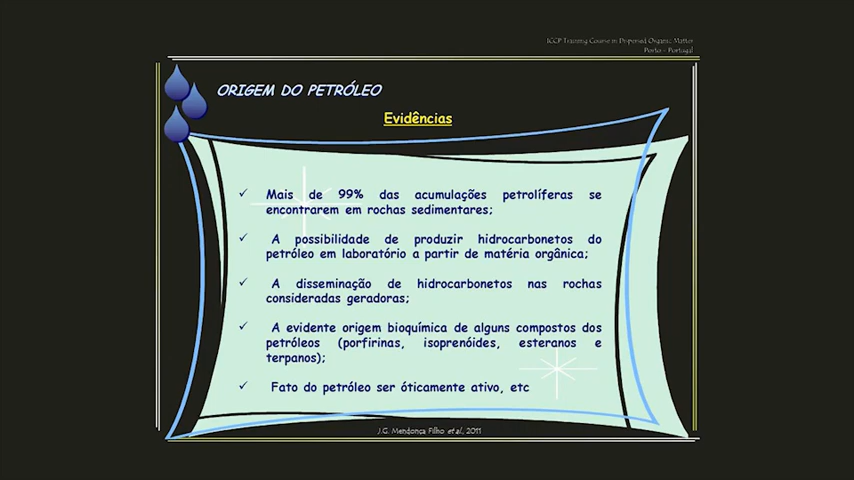 ICCP Training Course in Dispersed Organic Matter
Porto - Portugal
ORIGEM DO PETRÓLEO
Evidências
✓ Mais de 99% das acumulações petrolíferas se
encontrarem em rochas sedimentares;
✓ A possibilidade de produzir hidrocarbonetos do
petróleo em laboratório a partir de matéria orgânica;
✓ A disseminação de hidrocarbonetos nas rochas
consideradas geradoras;
✓ A evidente origem bioquímica de alguns compostos dos
petróleos (porfirinas, isoprenóides, esteranos e
terpanos);
✓ Fato do petróleo ser óticamente ativo, etc
J.G. Mendonça Filho et al., 2011